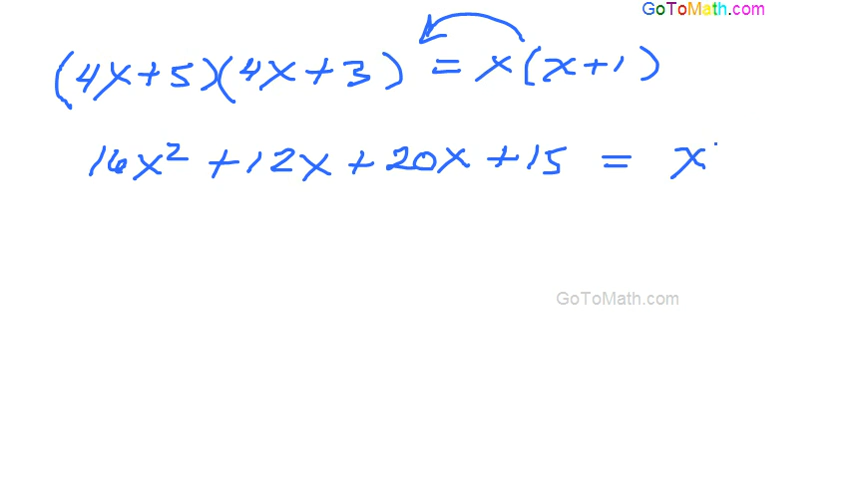 GoToMath.com
(4x+5)(4x+3) = x(x+1)
16x² +12x+20x+15 = x
GoToMath.com